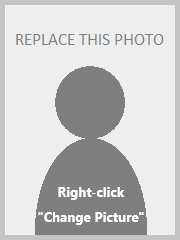 REPLACE THIS PHOTO
Right-click
"Change Picture"